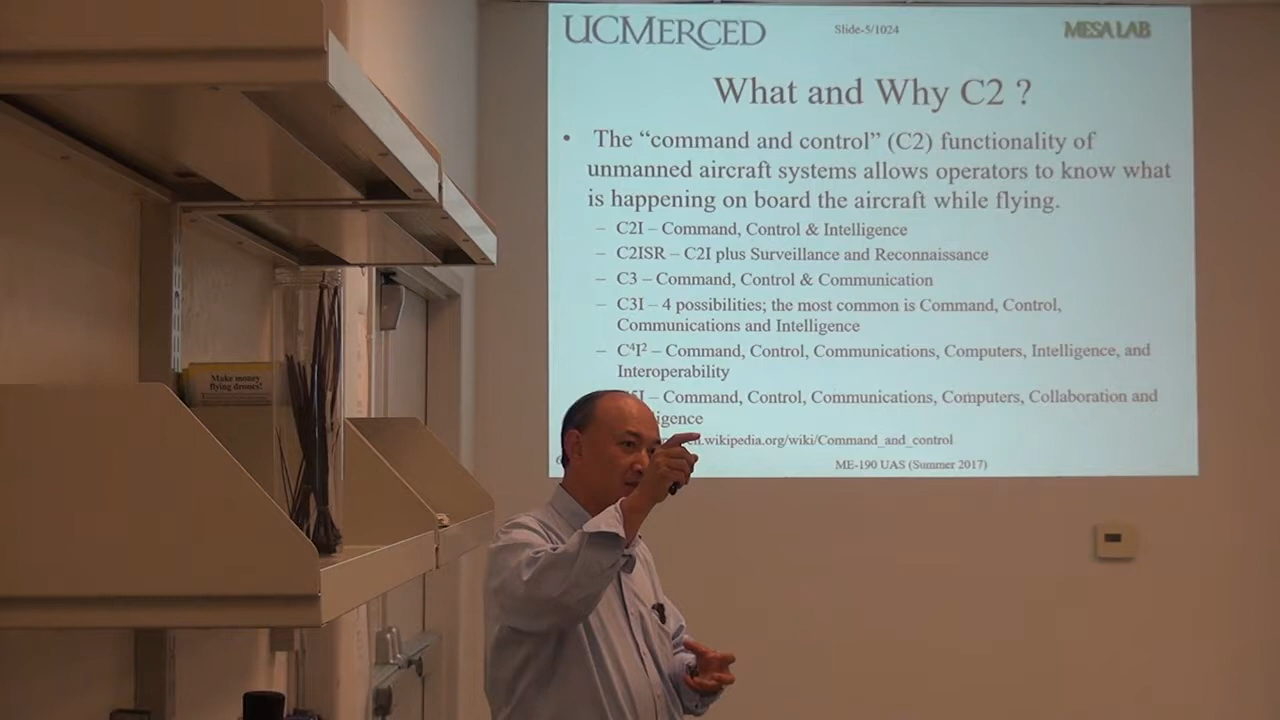 UCMERCED
Slide-5/1024
MESA LAB
What and Why C2 ?
• The “command and control” (C2) functionality of
unmanned aircraft systems allows operators to know what
is happening on board the aircraft while flying.
– C2I – Command, Control & Intelligence
– C2ISR – C2I plus Surveillance and Reconnaissance
– C3 – Command, Control & Communication
– C3I – 4 possibilities; the most common is Command, Control,
Communications and Intelligence
– C⁴I² – Command, Control, Communications, Computers, Intelligence, and
Interoperability
– Command, Control, Communications, Computers, Collaboration and
igence
en.wikipedia.org/wiki/Command_and_control
6
ME-190 UAS (Summer 2017)
Make money
flying drones!